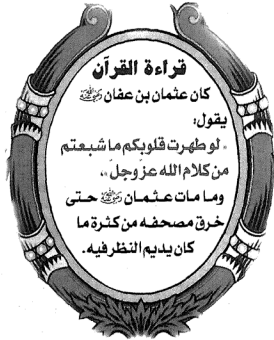 قراءة القرآن
كان عثمان بن عفان رضي الله عنه
يقول:
«لو طهرت قلوبكم ما شبعتم
من كلام الله عز وجل»،
وما مات عثمان رضي الله عنه حتى
خرق مصحفه من كثرة ما
كان يديم النظر فيه.